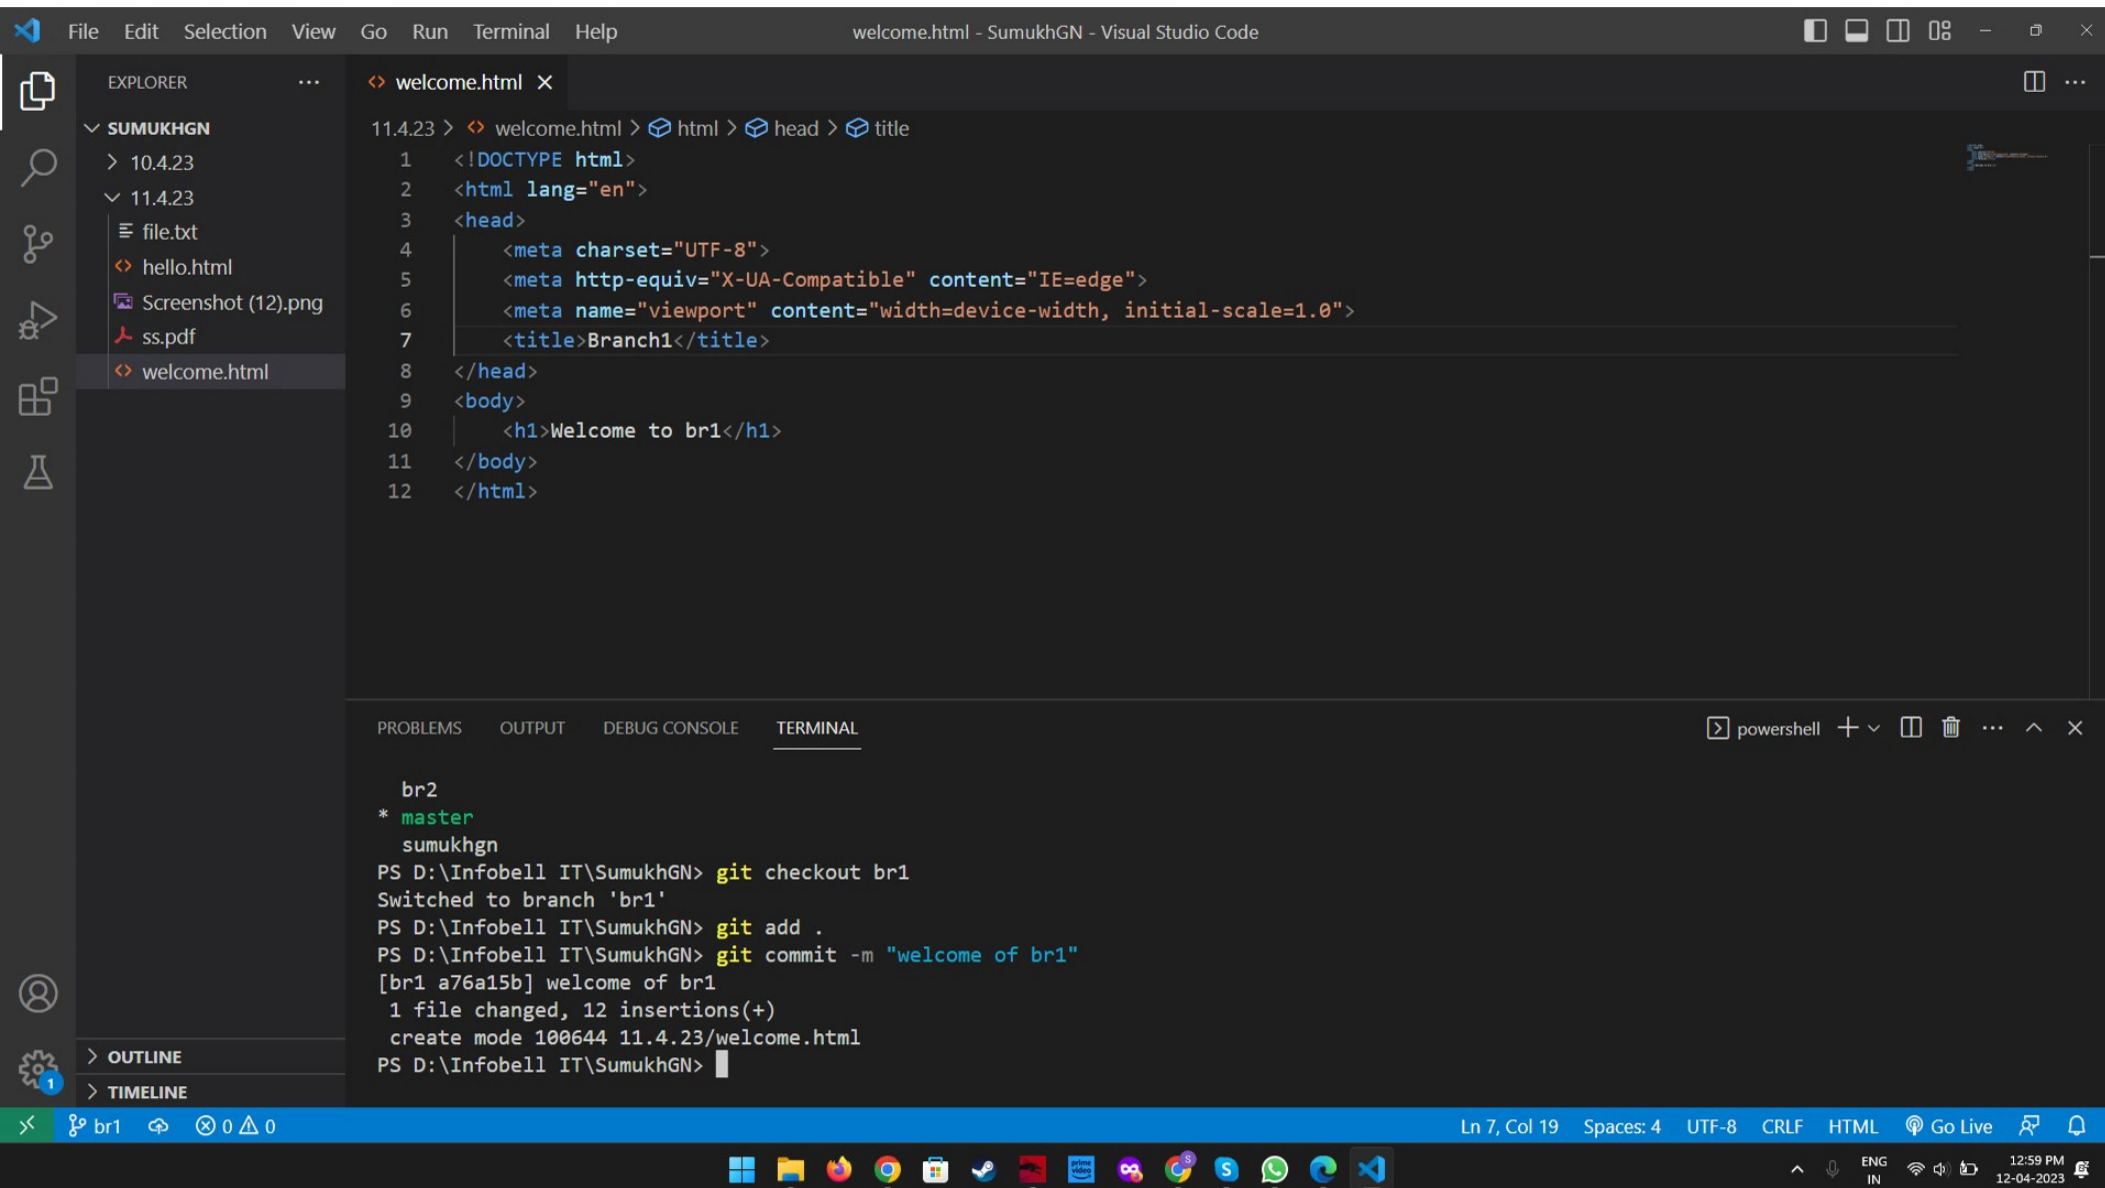 File Edit Selection View Go Run Terminal Help
welcome.html - SumukhGN - Visual Studio Code
EXPLORER
SUMUKHGN
10.4.23
11.4.23
file.txt
hello.html
Screenshot (12).png
ss.pdf
welcome.html
OUTLINE
TIMELINE
welcome.html
11.4.23 > welcome.html > html > head > title
1 <!DOCTYPE html>
2 <html lang="en">
3 <head>
4 <meta charset="UTF-8">
5 <meta http-equiv="X-UA-Compatible" content="IE=edge">
6 <meta name="viewport" content="width=device-width, initial-scale=1.0">
7 <title>Branch1</title>
8 </head>
9 <body>
10 <h1>Welcome to br1</h1>
11 </body>
12 </html>
PROBLEMS OUTPUT DEBUG CONSOLE TERMINAL
powershell
br2
* master
sumukhgn
PS D:\Infobell IT\SumukhGN> git checkout br1
Switched to branch 'br1'
PS D:\Infobell IT\SumukhGN> git add .
PS D:\Infobell IT\SumukhGN> git commit -m "welcome of br1"
[br1 a76a15b] welcome of br1
1 file changed, 12 insertions(+)
create mode 100644 11.4.23/welcome.html
PS D:\Infobell IT\SumukhGN>
1
br1 0 0
Ln 7, Col 19 Spaces: 4 UTF-8 CRLF HTML Go Live
prime video
S
ENG
IN
12:59 PM
12-04-2023